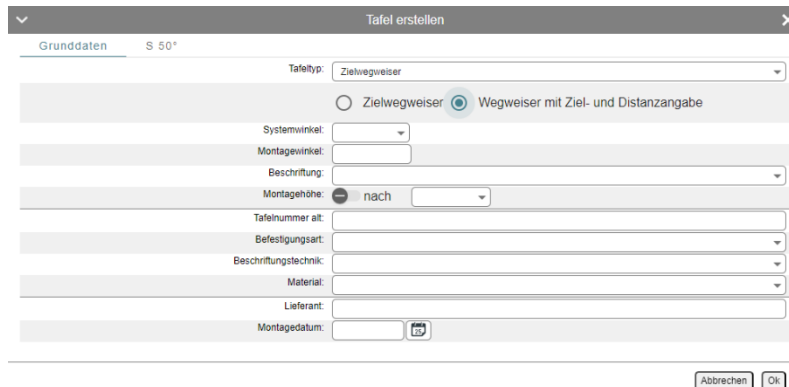 Tafel erstellen
Grunddaten S 50°
Tafeltyp: Zielwegweiser
Zielwegweiser Wegweiser mit Ziel- und Distanzangabe
Systemwinkel:
Montagewinkel:
Beschriftung:
Montagehöhe: nach
Tafelnummer alt:
Befestigungsart:
Beschriftungstechnik:
Material:
Lieferant:
Montagedatum: 25
Abbrechen Ok